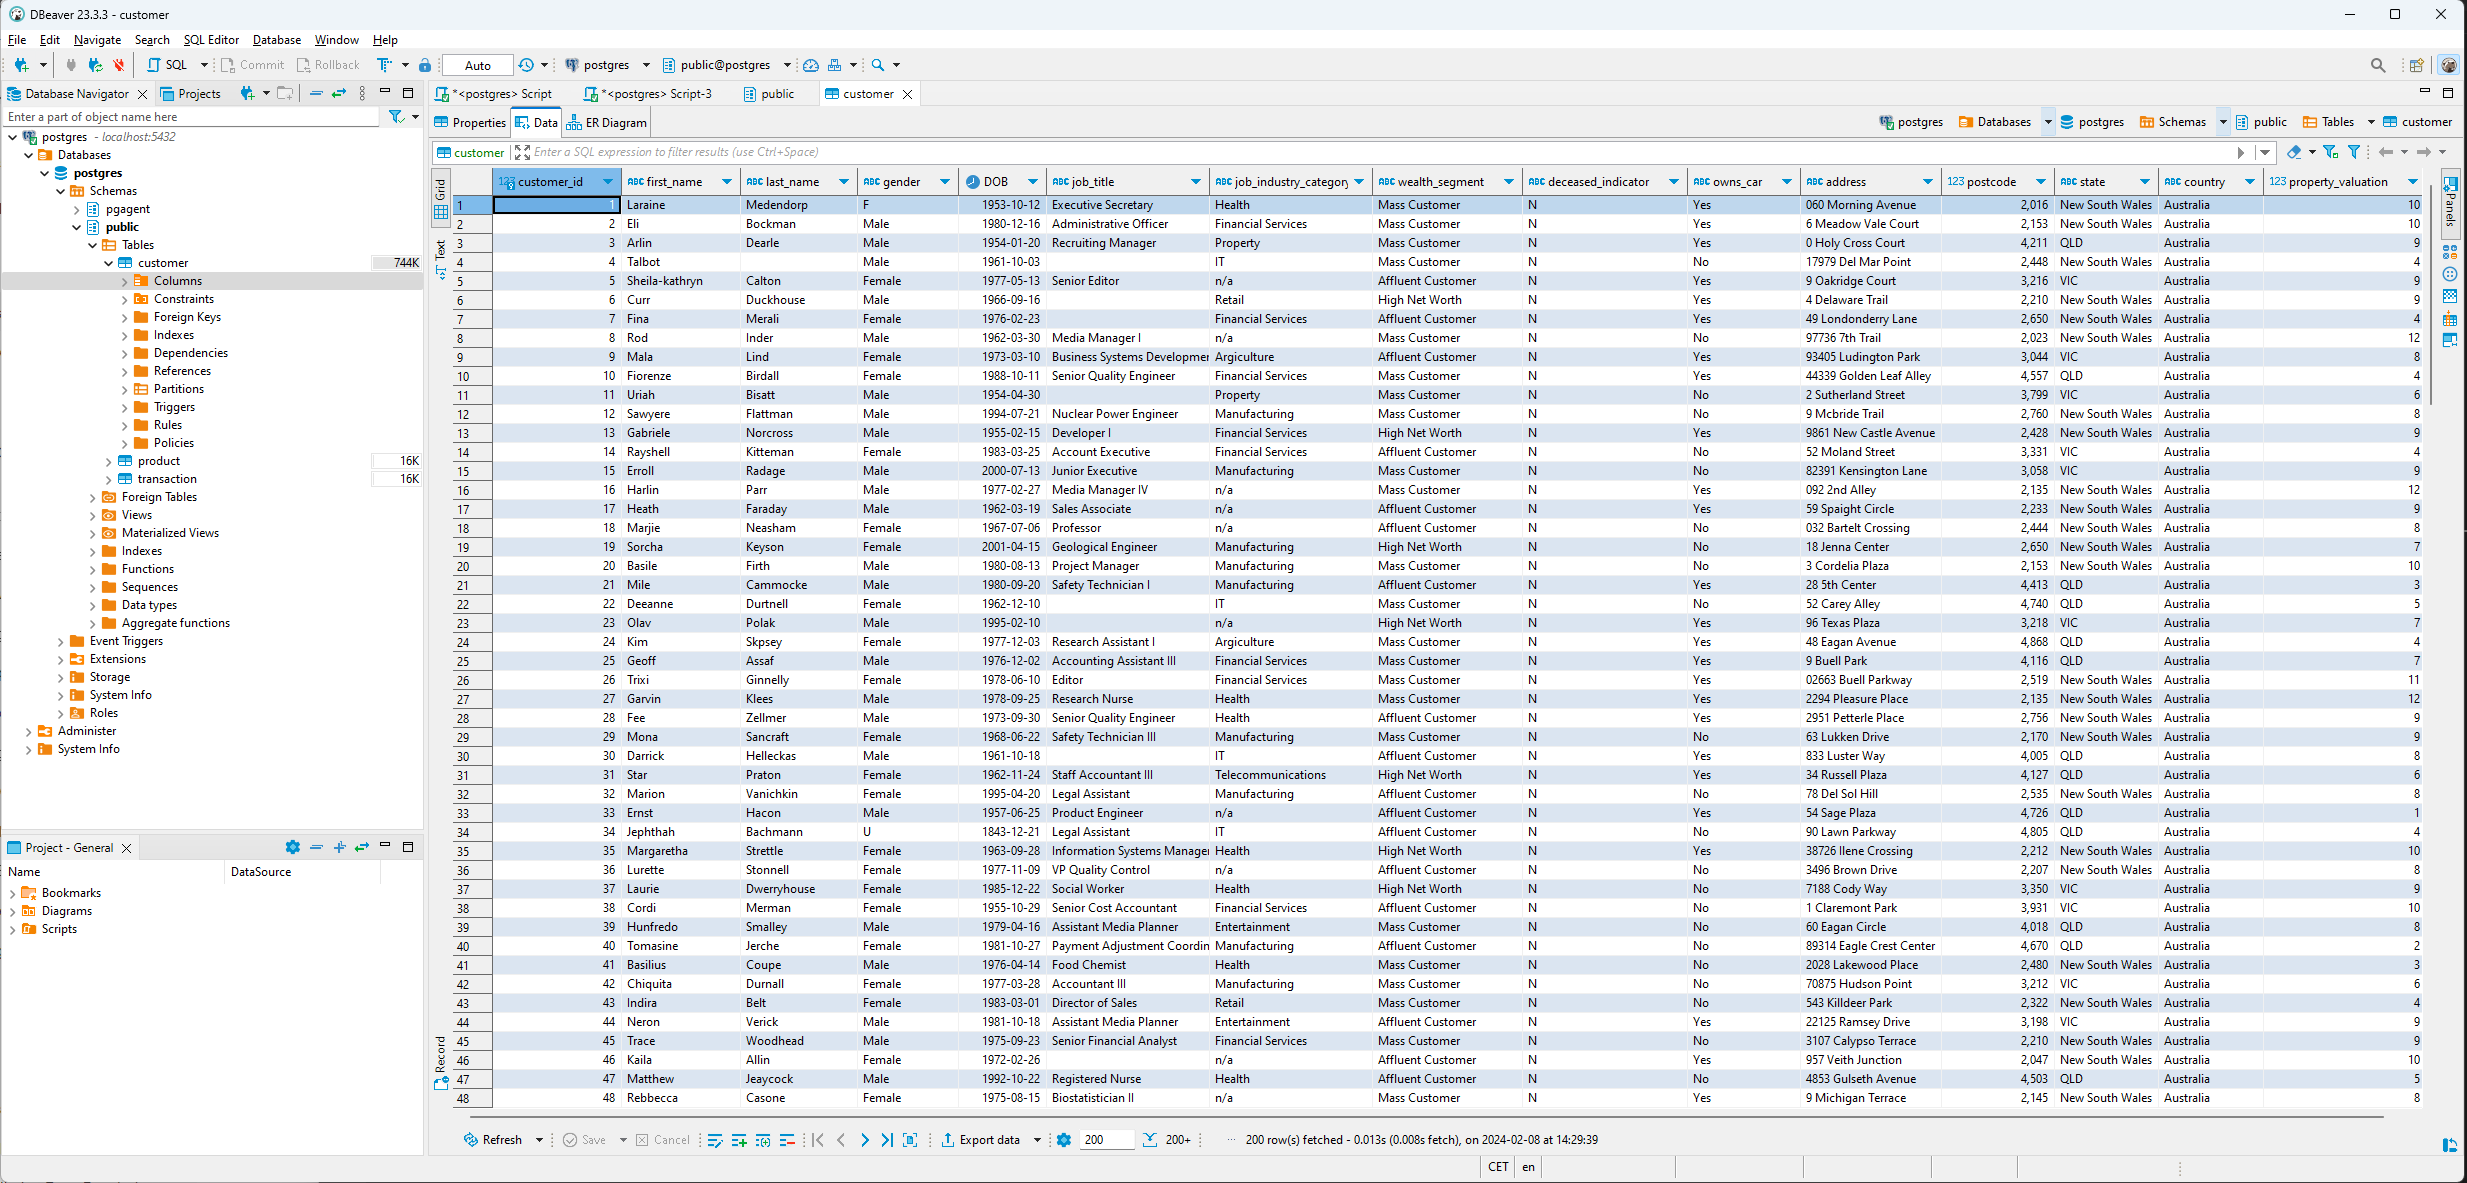 DBeaver 23.3.3 - customer
File Edit Navigate Search SQL Editor Database Window Help
SQL Commit Rollback Auto postgres public@postgres
Database Navigator Projects
Enter a part of object name here
postgres - localhost:5432
Databases
postgres
Schemas
pgagent
public
Tables
customer 744K
Columns
Constraints
Foreign Keys
Indexes
Dependencies
References
Partitions
Triggers
Rules
Policies
product 16K
transaction 16K
Foreign Tables
Views
Materialized Views
Indexes
Functions
Sequences
Data types
Aggregate functions
Event Triggers
Extensions
Storage
System Info
Roles
Administer
System Info
Project - General
Name DataSource
Bookmarks
Diagrams
Scripts
*<postgres> Script *<postgres> Script-3 public customer
Properties Data ER Diagram postgres Databases postgres Schemas public Tables customer
customer Enter a SQL expression to filter results (use Ctrl+Space)
Grid
Text
Record
Panels
123 customer_id ABC first_name ABC last_name ABC gender DOB ABC job_title ABC job_industry_category ABC wealth_segment ABC deceased_indicator ABC owns_car ABC address 123 postcode ABC state ABC country 123 property_valuation
1 1 Laraine Medendorp F 1953-10-12 Executive Secretary Health Mass Customer N Yes 060 Morning Avenue 2,016 New South Wales Australia 10
2 2 Eli Bockman Male 1980-12-16 Administrative Officer Financial Services Mass Customer N Yes 6 Meadow Vale Court 2,153 New South Wales Australia 10
3 3 Arlin Dearle Male 1954-01-20 Recruiting Manager Property Mass Customer N Yes 0 Holy Cross Court 4,211 QLD Australia 9
4 4 Talbot Male 1961-10-03 IT Mass Customer N No 17979 Del Mar Point 2,448 New South Wales Australia 4
5 5 Sheila-kathryn Calton Female 1977-05-13 Senior Editor n/a Affluent Customer N Yes 9 Oakridge Court 3,216 VIC Australia 9
6 6 Curr Duckhouse Male 1966-09-16 Retail High Net Worth N Yes 4 Delaware Trail 2,210 New South Wales Australia 9
7 7 Fina Merali Female 1976-02-23 Financial Services Affluent Customer N Yes 49 Londonderry Lane 2,650 New South Wales Australia 4
8 8 Rod Inder Male 1962-03-30 Media Manager I n/a Mass Customer N No 97736 7th Trail 2,023 New South Wales Australia 12
9 9 Mala Lind Female 1973-03-10 Business Systems Developmer Argiculture Affluent Customer N Yes 93405 Ludington Park 3,044 VIC Australia 8
10 10 Fiorenze Birdall Female 1988-10-11 Senior Quality Engineer Financial Services Mass Customer N Yes 44339 Golden Leaf Alley 4,557 QLD Australia 4
11 11 Uriah Bisatt Male 1954-04-30 Property Mass Customer N No 2 Sutherland Street 3,799 VIC Australia 6
12 12 Sawyere Flattman Male 1994-07-21 Nuclear Power Engineer Manufacturing Mass Customer N No 9 Mcbride Trail 2,760 New South Wales Australia 8
13 13 Gabriele Norcross Male 1955-02-15 Developer I Financial Services High Net Worth N Yes 9861 New Castle Avenue 2,428 New South Wales Australia 9
14 14 Rayshell Kitteman Female 1983-03-25 Account Executive Financial Services Affluent Customer N No 52 Moland Street 3,331 VIC Australia 4
15 15 Erroll Radage Male 2000-07-13 Junior Executive Manufacturing Mass Customer N No 82391 Kensington Lane 3,058 VIC Australia 9
16 16 Harlin Parr Male 1977-02-27 Media Manager IV n/a Mass Customer N Yes 092 2nd Alley 2,135 New South Wales Australia 12
17 17 Heath Faraday Male 1962-03-19 Sales Associate n/a Affluent Customer N Yes 59 Spaight Circle 2,233 New South Wales Australia 9
18 18 Marjie Neasham Female 1967-07-06 Professor n/a Affluent Customer N No 032 Bartelt Crossing 2,444 New South Wales Australia 8
19 19 Sorcha Keyson Female 2001-04-15 Geological Engineer Manufacturing High Net Worth N No 18 Jenna Center 2,650 New South Wales Australia 7
20 20 Basile Firth Male 1980-08-13 Project Manager Manufacturing Mass Customer N No 3 Cordelia Plaza 2,153 New South Wales Australia 10
21 21 Mile Cammocke Male 1980-09-20 Safety Technician I Manufacturing Affluent Customer N Yes 28 5th Center 4,413 QLD Australia 3
22 22 Deeanne Durtnell Female 1962-12-10 IT Mass Customer N No 52 Carey Alley 4,740 QLD Australia 5
23 23 Olav Polak Male 1995-02-10 n/a High Net Worth N Yes 96 Texas Plaza 3,218 VIC Australia 7
24 24 Kim Skpsey Female 1977-12-03 Research Assistant I Argiculture Mass Customer N Yes 48 Eagan Avenue 4,868 QLD Australia 4
25 25 Geoff Assaf Male 1976-12-02 Accounting Assistant III Financial Services Mass Customer N Yes 9 Buell Park 4,116 QLD Australia 7
26 26 Trixi Ginnelly Female 1978-06-10 Editor Financial Services Mass Customer N Yes 02663 Buell Parkway 2,519 New South Wales Australia 11
27 27 Garvin Klees Male 1978-09-25 Research Nurse Health Mass Customer N Yes 2294 Pleasure Place 2,135 New South Wales Australia 12
28 28 Fee Zellmer Male 1973-09-30 Senior Quality Engineer Health Affluent Customer N Yes 2951 Petterle Place 2,756 New South Wales Australia 9
29 29 Mona Sancraft Female 1968-06-22 Safety Technician III Manufacturing Mass Customer N No 63 Lukken Drive 2,170 New South Wales Australia 9
30 30 Darrick Helleckas Male 1961-10-18 IT Affluent Customer N Yes 833 Luster Way 4,005 QLD Australia 8
31 31 Star Praton Female 1962-11-24 Staff Accountant III Telecommunications High Net Worth N Yes 34 Russell Plaza 4,127 QLD Australia 6
32 32 Marion Vanichkin Female 1995-04-20 Legal Assistant Manufacturing Affluent Customer N No 78 Del Sol Hill 2,535 New South Wales Australia 8
33 33 Ernst Hacon Male 1957-06-25 Product Engineer n/a Affluent Customer N Yes 54 Sage Plaza 4,726 QLD Australia 1
34 34 Jephthah Bachmann U 1843-12-21 Legal Assistant IT Affluent Customer N No 90 Lawn Parkway 4,805 QLD Australia 4
35 35 Margaretha Strettle Female 1963-09-28 Information Systems Manager Health High Net Worth N Yes 38726 Ilene Crossing 2,212 New South Wales Australia 10
36 36 Lurette Stonnell Female 1977-11-09 VP Quality Control n/a Affluent Customer N No 3496 Brown Drive 2,207 New South Wales Australia 8
37 37 Laurie Dwerryhouse Female 1985-12-22 Social Worker Health High Net Worth N No 7188 Cody Way 3,350 VIC Australia 9
38 38 Cordi Merman Female 1955-10-29 Senior Cost Accountant Financial Services Affluent Customer N No 1 Claremont Park 3,931 VIC Australia 10
39 39 Hunfredo Smalley Male 1979-04-16 Assistant Media Planner Entertainment Mass Customer N No 60 Eagan Circle 4,018 QLD Australia 8
40 40 Tomasine Jerche Female 1981-10-27 Payment Adjustment Coordin Manufacturing Affluent Customer N No 89314 Eagle Crest Center 4,670 QLD Australia 2
41 41 Basilius Coupe Male 1976-04-14 Food Chemist Health Mass Customer N No 2028 Lakewood Place 2,480 New South Wales Australia 3
42 42 Chiquita Durnall Female 1977-03-28 Accountant III Manufacturing Mass Customer N No 70875 Hudson Point 3,212 VIC Australia 6
43 43 Indira Belt Female 1983-03-01 Director of Sales Retail Mass Customer N No 543 Killdeer Park 2,322 New South Wales Australia 4
44 44 Neron Verick Male 1981-10-18 Assistant Media Planner Entertainment Affluent Customer N Yes 22125 Ramsey Drive 3,198 VIC Australia 9
45 45 Trace Woodhead Male 1975-09-23 Senior Financial Analyst Financial Services Mass Customer N No 3107 Calypso Terrace 2,210 New South Wales Australia 9
46 46 Kaila Allin Female 1972-02-26 n/a Affluent Customer N Yes 957 Veith Junction 2,047 New South Wales Australia 10
47 47 Matthew Jeaycock Male 1992-10-22 Registered Nurse Health Affluent Customer N No 4853 Gulseth Avenue 4,503 QLD Australia 5
48 48 Rebbecca Casone Female 1975-08-15 Biostatistician II n/a Mass Customer N Yes 9 Michigan Terrace 2,145 New South Wales Australia 8
Refresh Save Cancel Export data 200 200+ 200 row(s) fetched - 0.013s (0.008s fetch), on 2024-02-08 at 14:29:39
CET en